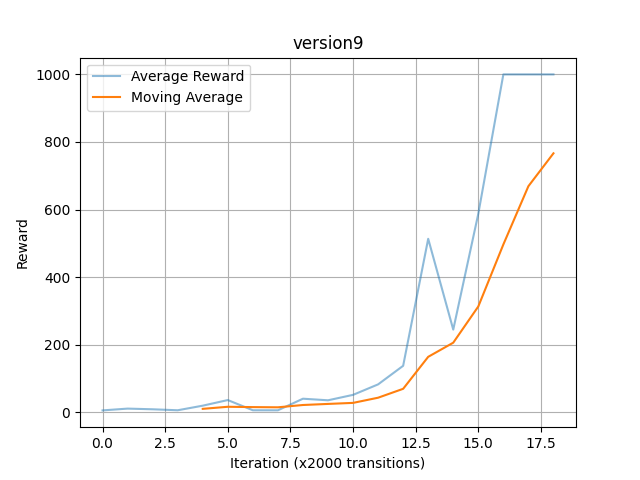 version9
Average Reward
Moving Average
1000
800
600
400
200
0
Reward
0.0 2.5 5.0 7.5 10.0 12.5 15.0 17.5
Iteration (x2000 transitions)